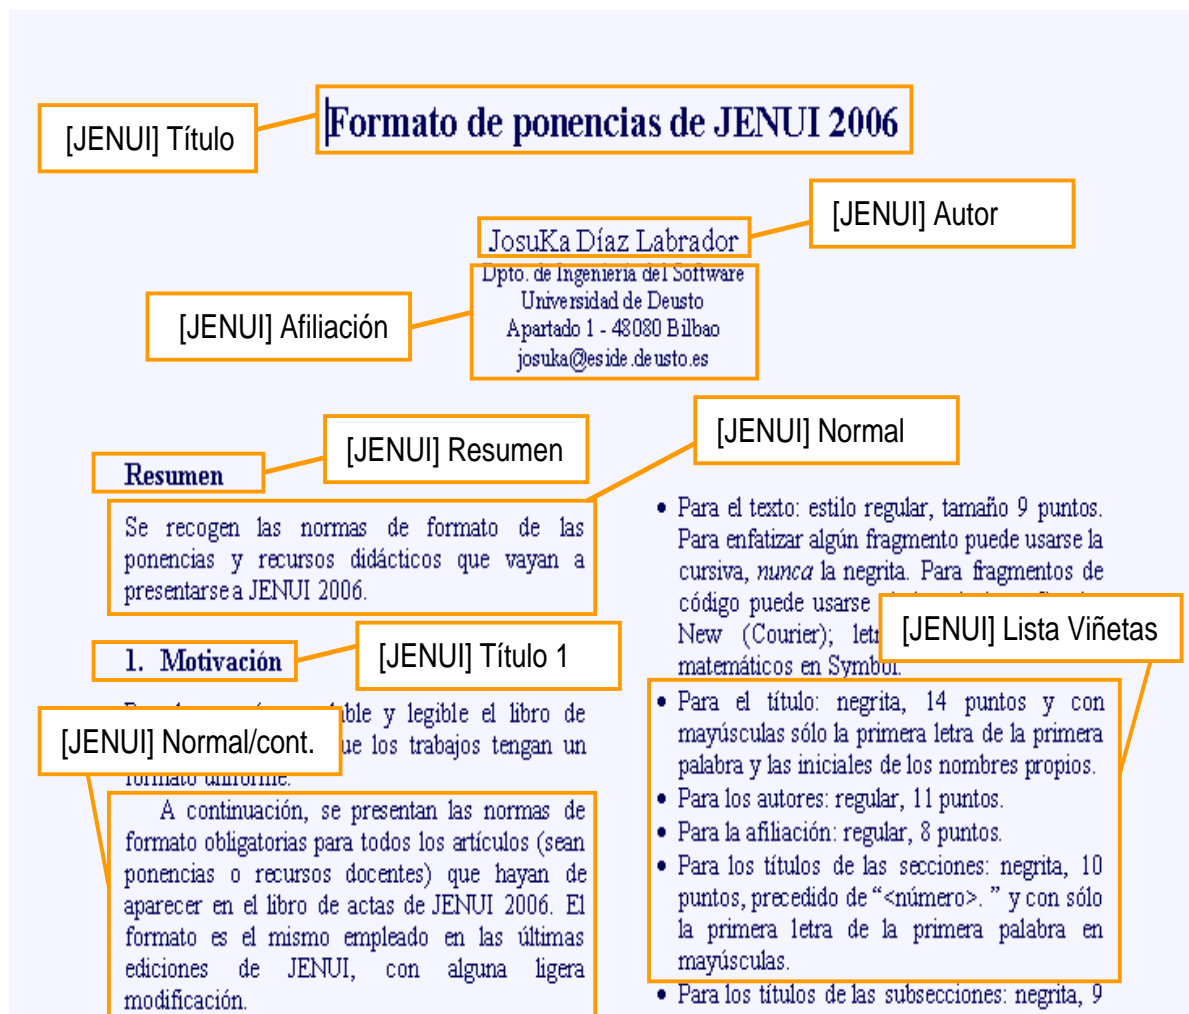 Formato de ponencias de JENUI 2006
[JENUI] Título
[JENUI] Autor
JosuKa Díaz Labrador
Dpto. de Ingeniería del Software
Universidad de Deusto
Apartado 1 - 48080 Bilbao
josuka@eside.deusto.es
[JENUI] Afiliación
[JENUI] Resumen
[JENUI] Normal
Resumen
Se recogen las normas de formato de las
ponencias y recursos didácticos que vayan a
presentarse a JENUI 2006.
[JENUI] Título 1
1. Motivación
y legible el libro de
[JENUI] Normal/cont.
los trabajos tengan un
formato uniforme.
A continuación, se presentan las normas de
formato obligatorias para todos los artículos (sean
ponencias o recursos docentes) que hayan de
aparecer en el libro de actas de JENUI 2006. El
formato es el mismo empleado en las últimas
ediciones de JENUI, con alguna ligera
modificación.
• Para el texto: estilo regular, tamaño 9 puntos.
Para enfatizar algún fragmento puede usarse la
cursiva, nunca la negrita. Para fragmentos de
código puede usarse
New (Courier);
matemáticos en Symbol.
[JENUI] Lista Viñetas
• Para el título: negrita, 14 puntos y con
mayúsculas sólo la primera letra de la primera
palabra y las iniciales de los nombres propios.
• Para los autores: regular, 11 puntos.
• Para la afiliación: regular, 8 puntos.
• Para los títulos de las secciones: negrita, 10
puntos, precedido de “<número>. ” y con sólo
la primera letra de la primera palabra en
mayúsculas.
• Para los títulos de las subsecciones: negrita, 9